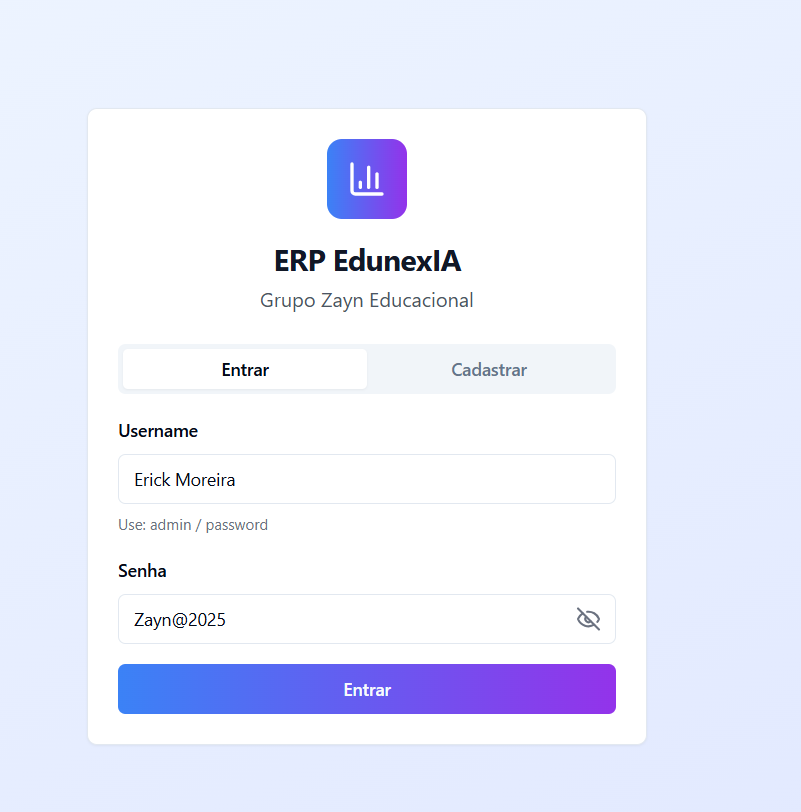 ERP EdunexIA
Grupo Zayn Educacional
Entrar Cadastrar
Username
Erick Moreira
Use: admin / password
Senha
Zayn@2025
Entrar